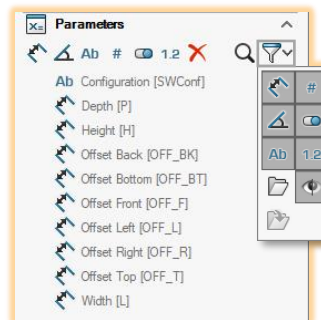 Parameters
Ab # 1.2
Ab Configuration [SWConf]
Depth [P]
Height [H]
Offset Back [OFF_BK]
Offset Bottom [OFF_BT]
Offset Front [OFF_F]
Offset Left [OFF_L]
Offset Right [OFF_R]
Offset Top [OFF_T]
Width [L]
#
Ab 1.2